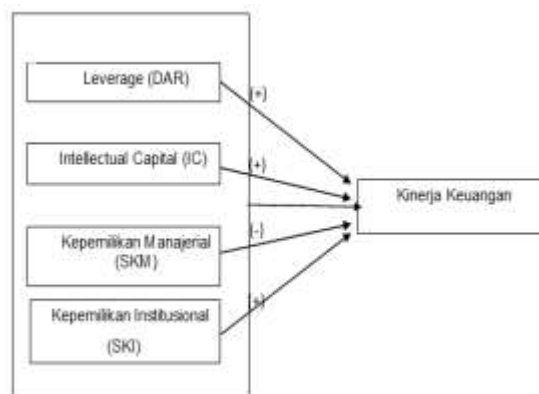 Leverage (DAR)
(+)
Intellectual Capital (IC)
(+)
Kinerja Keuangan
Kepemilikan Manajerial
(SKM)
(-)
Kepemilikan Institusional
(SKI)
(+)